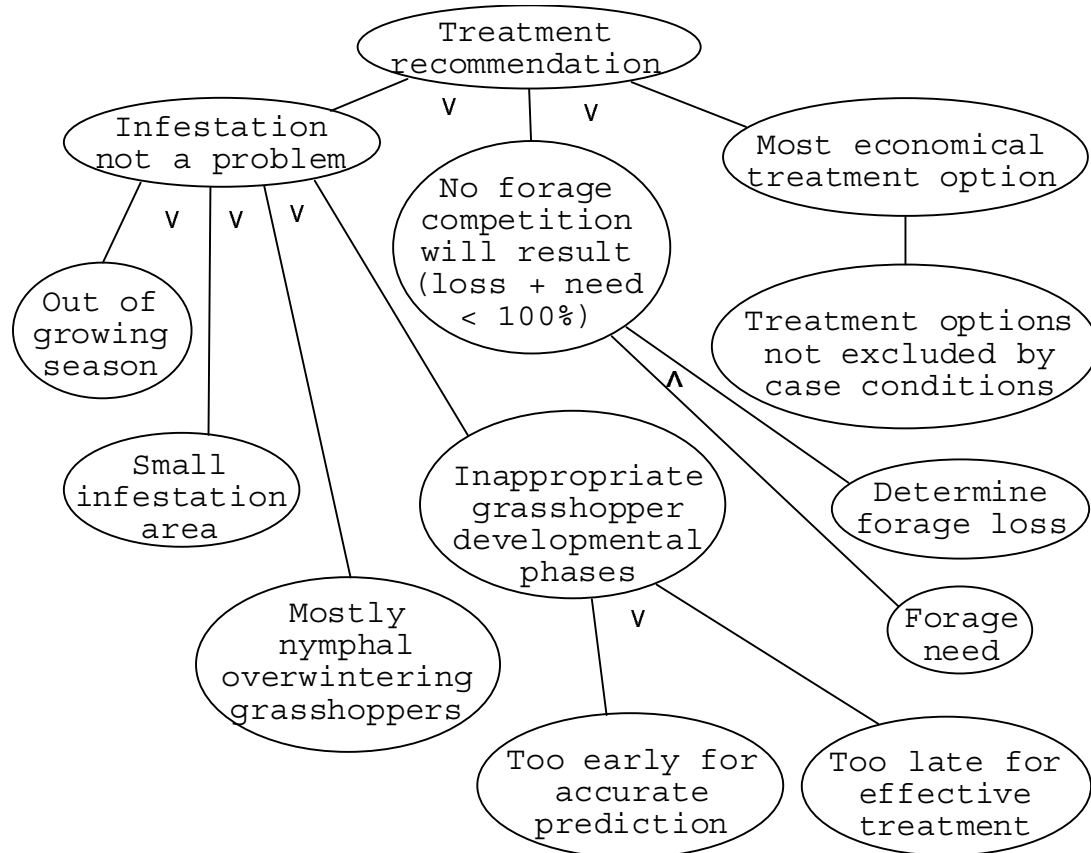 Treatment
recommendation
v
v
Infestation
not a problem
Most economical
treatment option
No forage
competition
will result
(loss + need
< 100%)
v
v
v
Out of
growing
season
Treatment options
not excluded by
case conditions
ʌ
Small
infestation
area
Inappropriate
grasshopper
developmental
phases
Determine
forage loss
Mostly
nymphal
overwintering
grasshoppers
v
Forage
need
Too early for
accurate
prediction
Too late for
effective
treatment